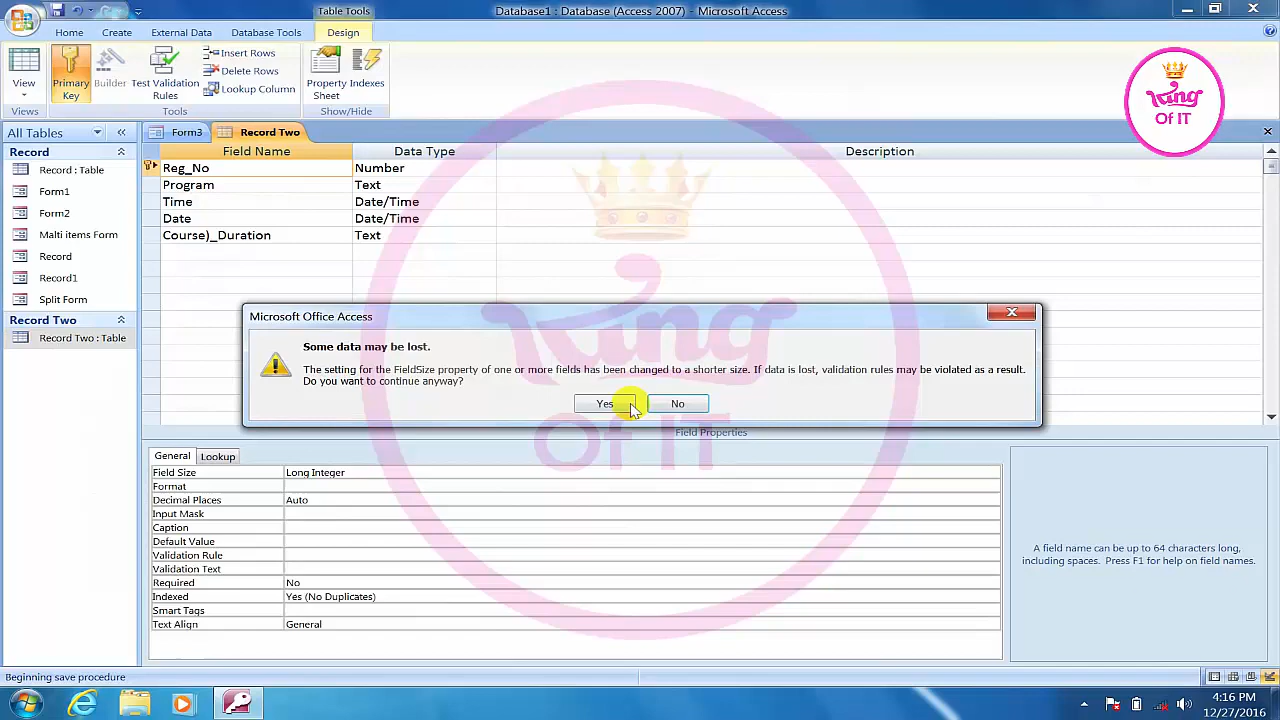 Table Tools
Database1 : Database (Access 2007) - Microsoft Access
Home
Create
External Data
Database Tools
Design
View
Primary
Key
Builder
Test Validation
Rules
Insert Rows
Delete Rows
Lookup Column
Property
Sheet
Indexes
Views
Tools
Show/Hide
King
Of IT
All Tables
Form3
Record Two
Field Name
Data Type
Description
Record
Record : Table
Form1
Form2
Malti items Form
Record
Record1
Split Form
Record Two
Record Two : Table
Reg_No
Number
Program
Text
Time
Date/Time
Date
Date/Time
Course)_Duration
Text
Microsoft Office Access
Some data may be lost.
The setting for the FieldSize property of one or more fields has been changed to a shorter size. If data is lost, validation rules may be violated as a result.
Do you want to continue anyway?
Yes
No
King
Of IT
Field Properties
General
Lookup
Field Size
Long Integer
Format
Decimal Places
Auto
Input Mask
Caption
Default Value
Validation Rule
Validation Text
Required
No
Indexed
Yes (No Duplicates)
Smart Tags
Text Align
General
A field name can be up to 64 characters long,
including spaces. Press F1 for help on field names.
Beginning save procedure
4:16 PM
12/27/2016